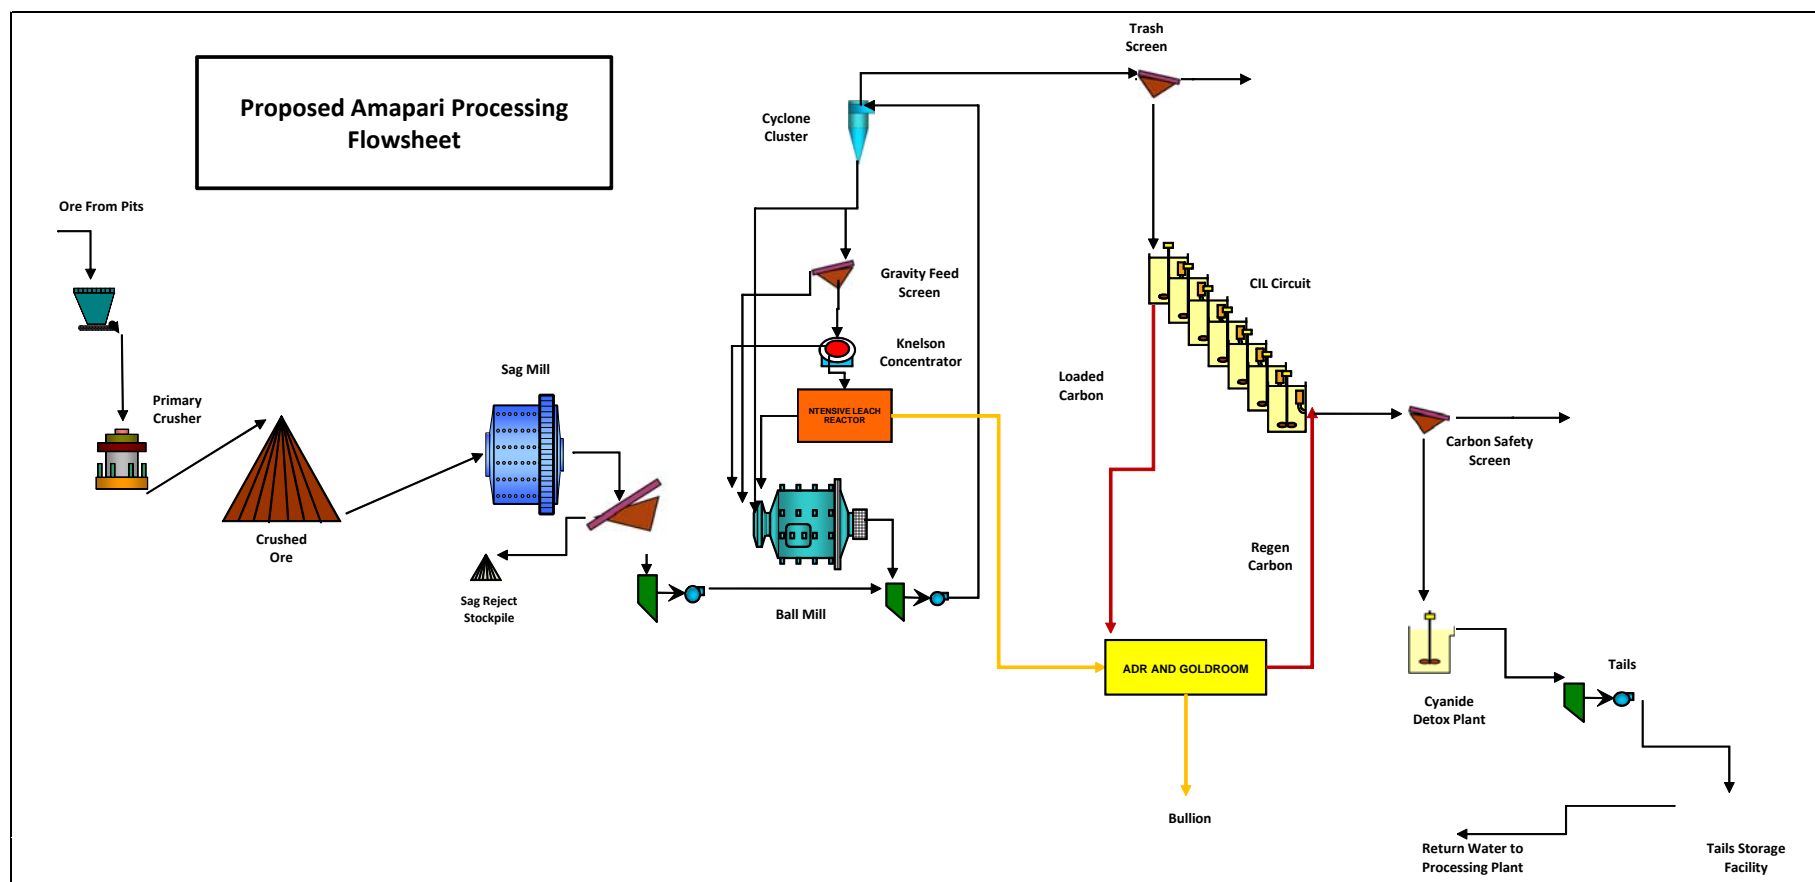 Proposed Amapari Processing
Flowsheet
Trash
Screen
Cyclone
Cluster
Ore From Pits
Gravity Feed
Screen
CIL Circuit
Knelson
Concentrator
Sag Mill
Primary
Crusher
Loaded
Carbon
NTENSIVE LEACH
REACTOR
Carbon Safety
Screen
Crushed
Ore
Regen
Carbon
Sag Reject
Stockpile
Ball Mill
ADR AND GOLDROOM
Tails
Cyanide
Detox Plant
Bullion
Return Water to
Processing Plant
Tails Storage
Facility